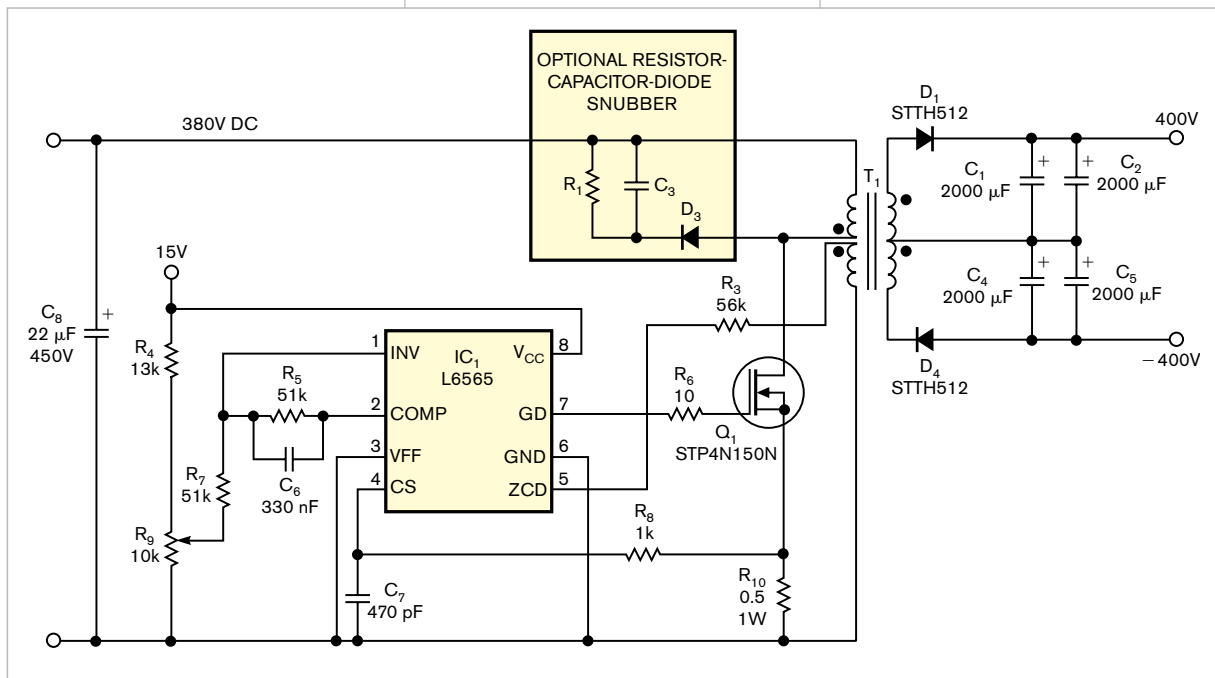 OPTIONAL RESISTOR-
CAPACITOR-DIODE
SNUBBER
380V DC
R1
C3
D3
T1
D1
STTH512
400V
C1
2000 µF
C2
2000 µF
C4
2000 µF
C5
2000 µF
D4
STTH512
−400V
15V
C8
22 µF
450V
R4
13k
R5
51k
C6
330 nF
R7
51k
R9
10k
1
INV
IC1
L6565
VCC
8
2
COMP
GD
7
3
VFF
GND
6
4
CS
ZCD
5
R3
56k
R6
10
Q1
STP4N150N
R8
1k
C7
470 pF
R10
0.5
1W